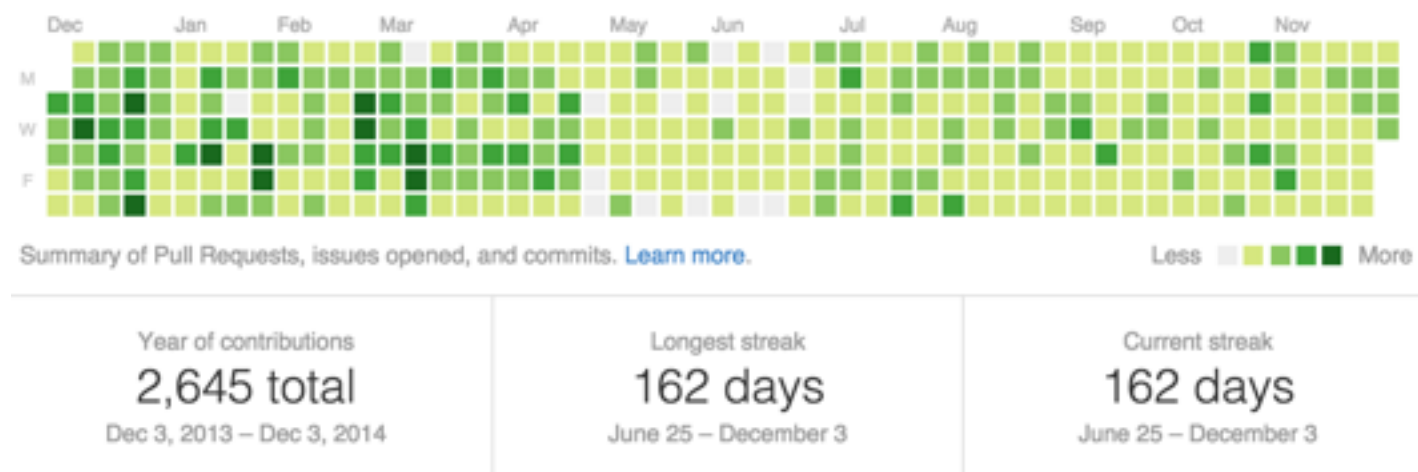 Dec Jan Feb Mar Apr May Jun Jul Aug Sep Oct Nov
M
W
F
Summary of Pull Requests, issues opened, and commits. Learn more.
Less More
Year of contributions Longest streak Current streak
2,645 total 162 days 162 days
Dec 3, 2013 – Dec 3, 2014 June 25 – December 3 June 25 – December 3